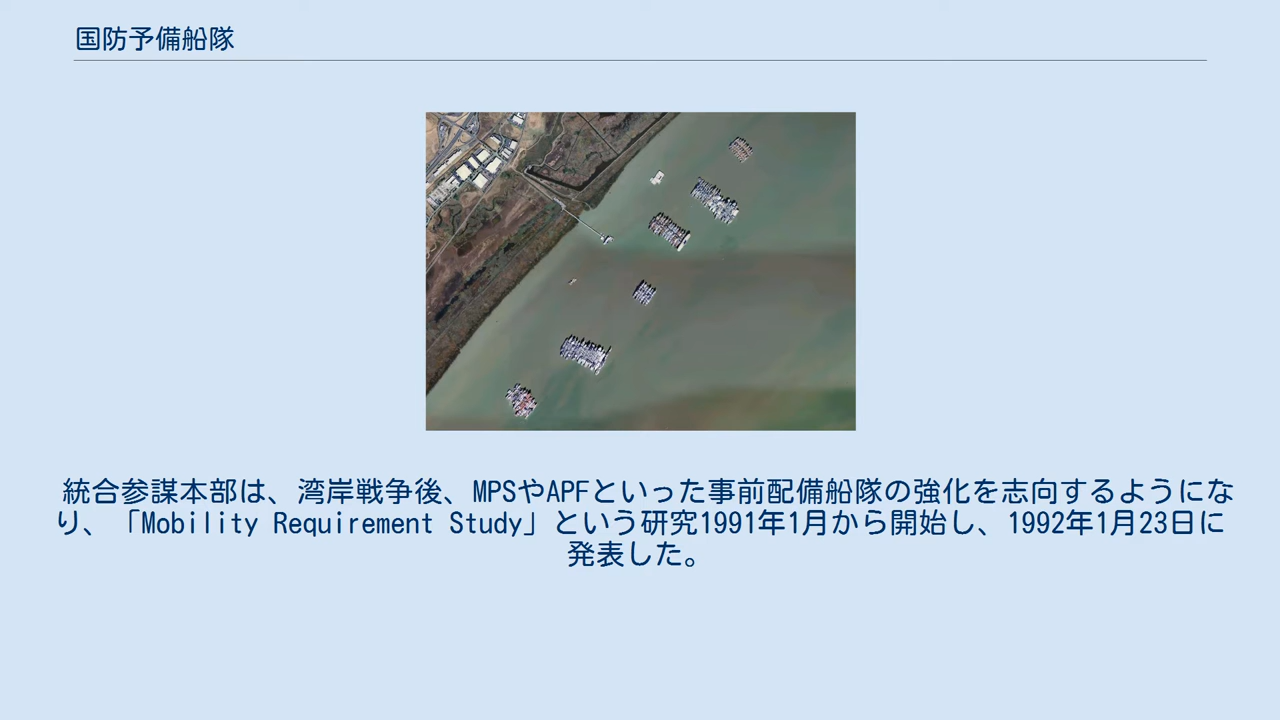 国防予備船隊
統合参謀本部は、湾岸戦争後、MPSやAPFといった事前配備船隊の強化を志向するようにな
り、「Mobility Requirement Study」という研究1991年1月から開始し、1992年1月23日に
発表した。